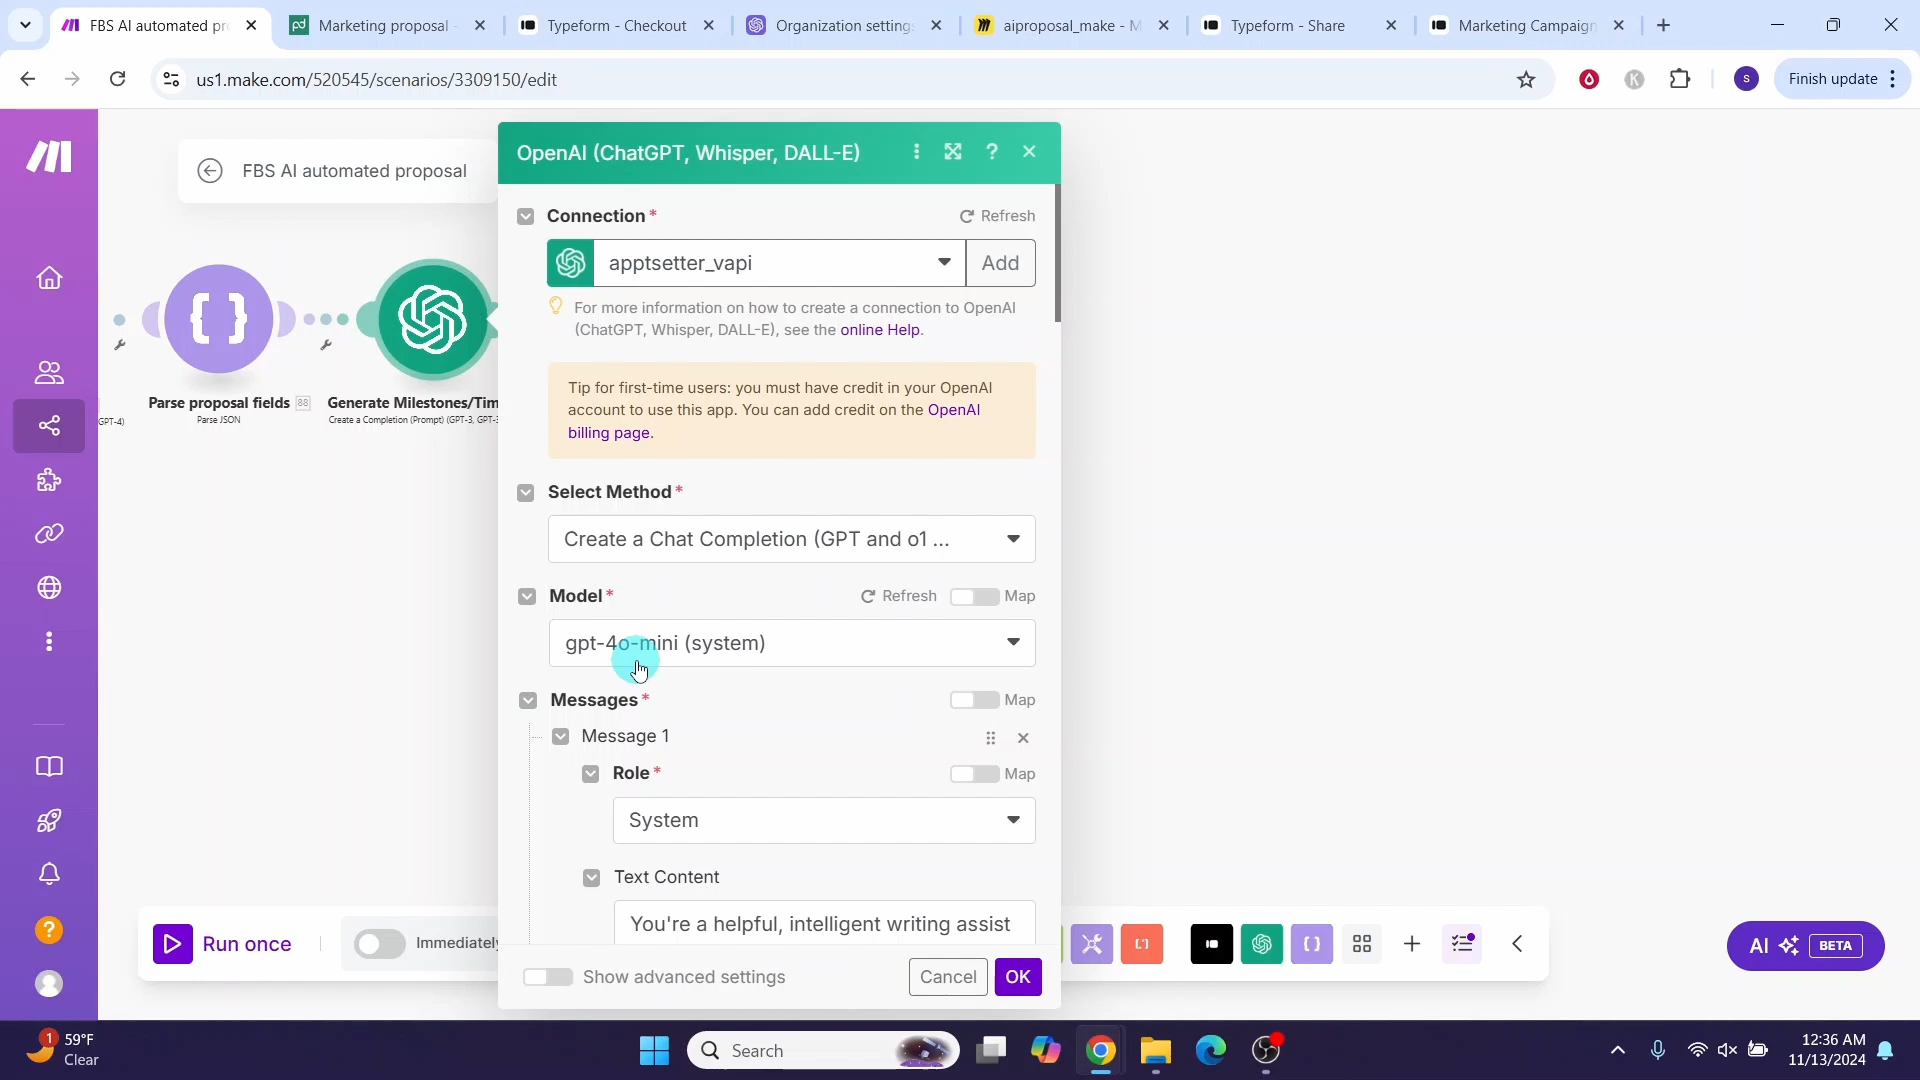 FBS AI automated pr
Marketing proposal -
Typeform - Checkout
Organization settings
aiproposal_make - M
Typeform - Share
Marketing Campaign
us1.make.com/520545/scenarios/3309150/edit
K
S
Finish update
FBS AI automated proposal
OpenAI (ChatGPT, Whisper, DALL-E)
?
Connection *
Refresh
apptsetter_vapi
Add
For more information on how to create a connection to OpenAI
(ChatGPT, Whisper, DALL-E), see the online Help.
Tip for first-time users: you must have credit in your OpenAI
account to use this app. You can add credit on the OpenAI
billing page.
{ }
Parse proposal fields 88
Parse JSON
GPT-4)
Generate Milestones/Tim
Create a Completion (Prompt) (GPT-3, GPT-3
Select Method *
Create a Chat Completion (GPT and o1 ...
Model *
Refresh
Map
gpt-4o-mini (system)
Messages *
Map
Message 1
Role *
Map
System
Text Content
You're a helpful, intelligent writing assist
Show advanced settings
Cancel
OK
Run once
Immediately
AI BETA
?
1
59°F
Clear
Search
12:36 AM
11/13/2024